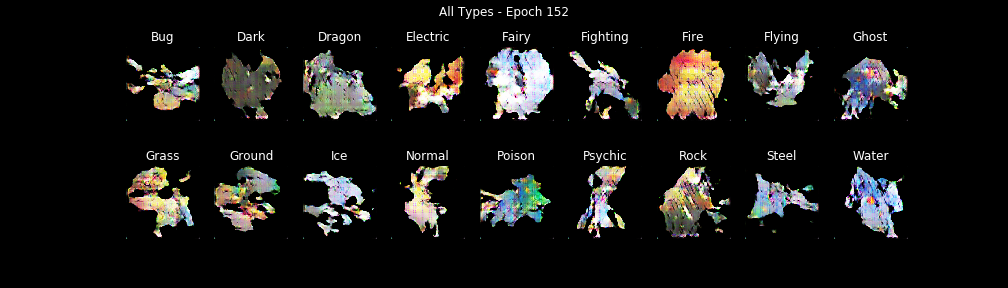 All Types - Epoch 152
Bug Dark Dragon Electric Fairy Fighting Fire Flying Ghost
Grass Ground Ice Normal Poison Psychic Rock Steel Water